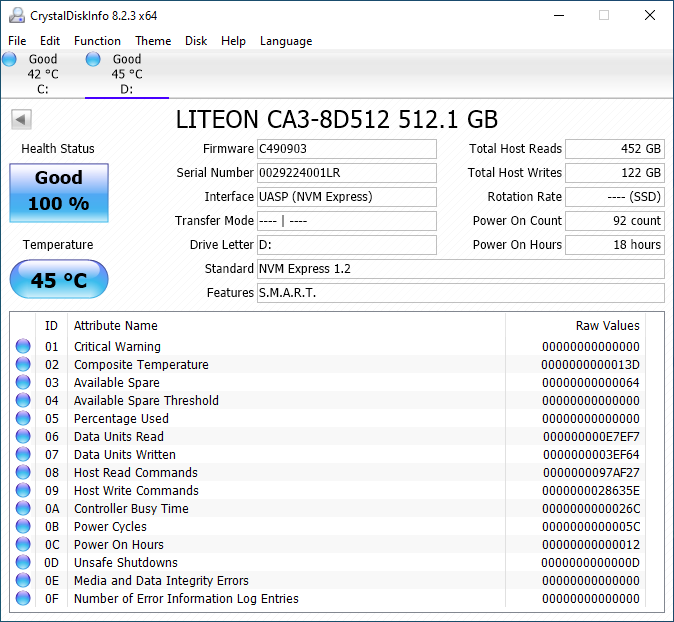 CrystalDiskInfo 8.2.3 x64
File Edit Function Theme Disk Help Language
Good Good
42 °C 45 °C
C: D:
LITEON CA3-8D512 512.1 GB
Health Status
Good
100 %
Temperature
45 °C
Firmware C490903
Serial Number 0029224001LR
Interface UASP (NVM Express)
Transfer Mode ---- | ----
Drive Letter D:
Standard NVM Express 1.2
Features S.M.A.R.T.
Total Host Reads 452 GB
Total Host Writes 122 GB
Rotation Rate ---- (SSD)
Power On Count 92 count
Power On Hours 18 hours
ID Attribute Name Raw Values
01 Critical Warning 00000000000000
02 Composite Temperature 0000000000013D
03 Available Spare 00000000000064
04 Available Spare Threshold 00000000000000
05 Percentage Used 00000000000000
06 Data Units Read 000000000E7EF7
07 Data Units Written 0000000003EF64
08 Host Read Commands 0000000097AF27
09 Host Write Commands 0000000028635E
0A Controller Busy Time 0000000000026C
0B Power Cycles 0000000000005C
0C Power On Hours 00000000000012
0D Unsafe Shutdowns 0000000000000D
0E Media and Data Integrity Errors 00000000000000
0F Number of Error Information Log Entries 00000000000000